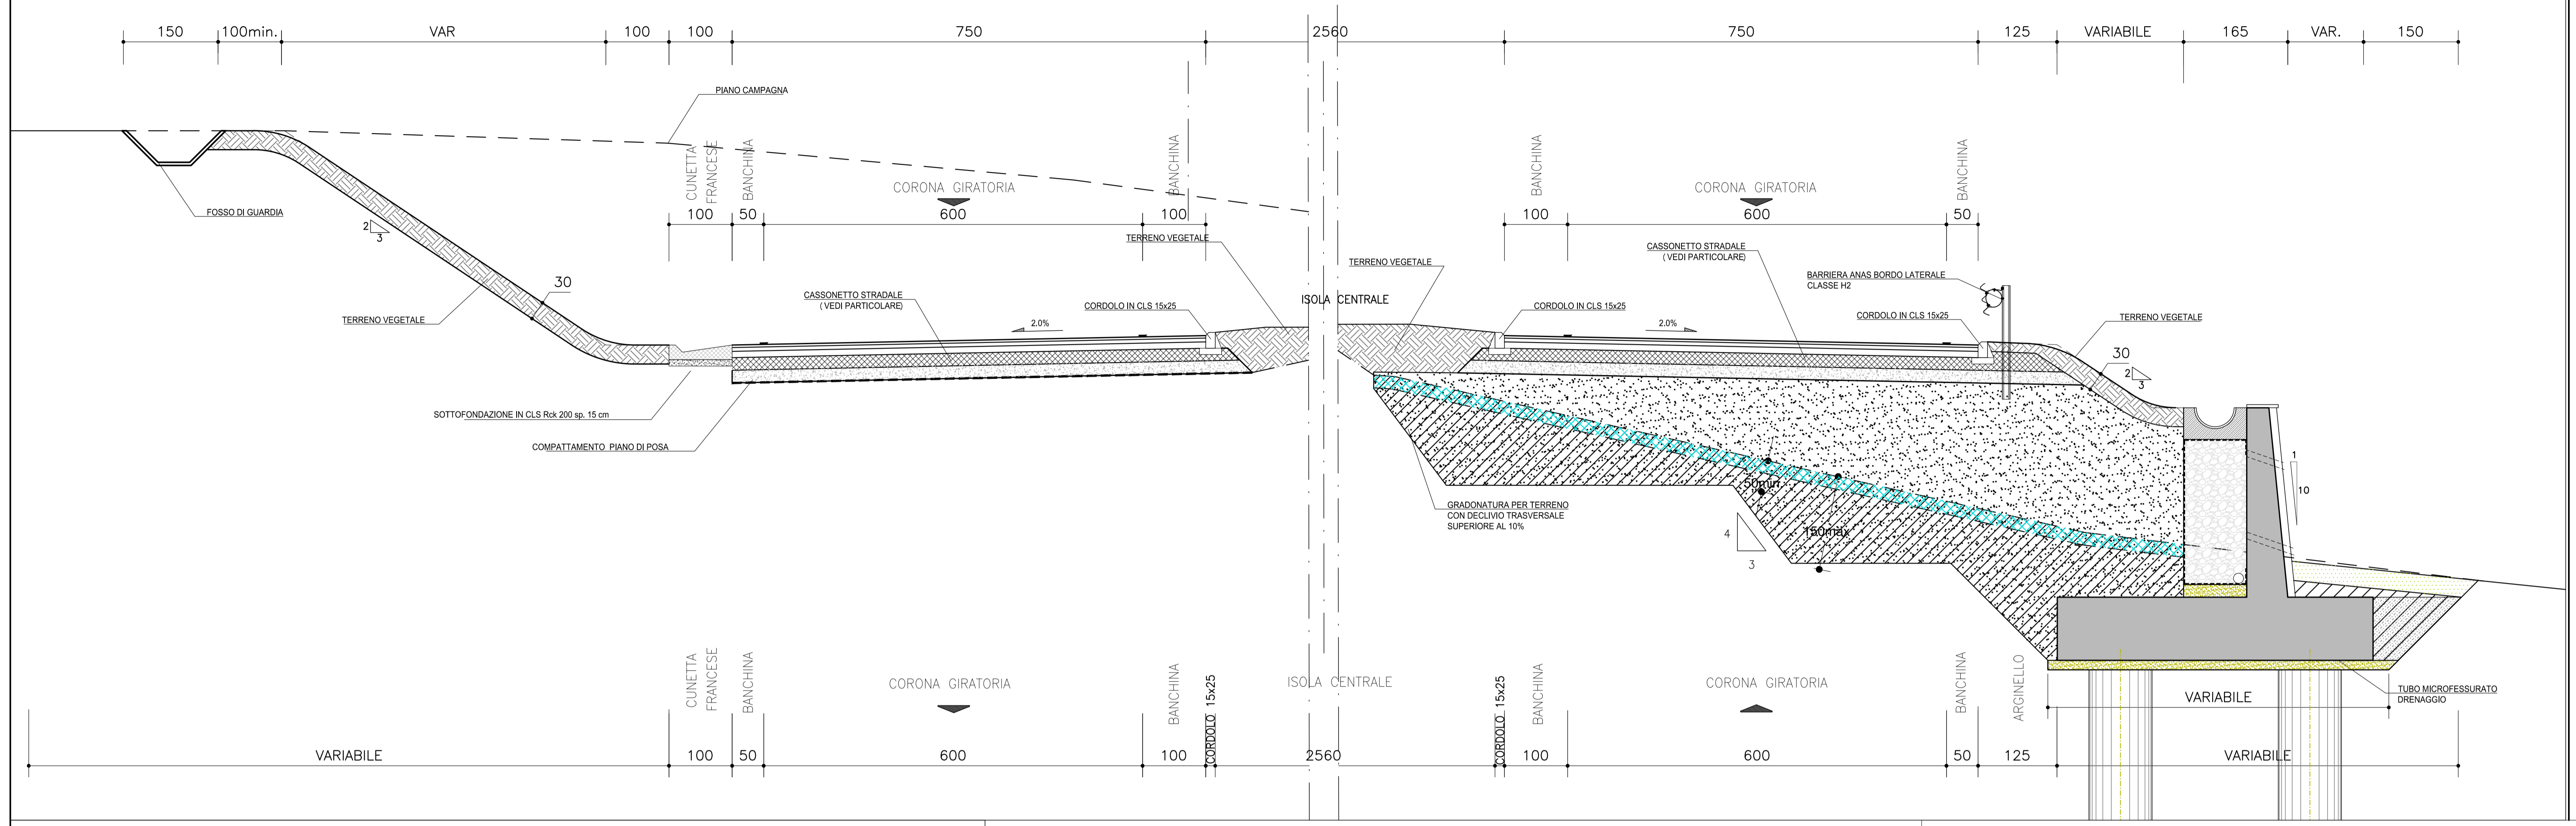 150 100min. VAR 100 100 750 2560 750 125 VARIABILE 165 VAR. 150
PIANO CAMPAGNA
CUNETTA
FRANCESE
BANCHINA
BANCHINA
BANCHINA
BANCHINA
CORONA GIRATORIA
CORONA GIRATORIA
FOSSO DI GUARDIA
100 50 600 100 100 600 50
2
3
TERRENO VEGETALE
CASSONETTO STRADALE
( VEDI PARTICOLARE)
TERRENO VEGETALE
BARRIERA ANAS BORDO LATERALE
CLASSE H2
30
CASSONETTO STRADALE
( VEDI PARTICOLARE)
ISOLA CENTRALE
CORDOLO IN CLS 15x25
CORDOLO IN CLS 15x25
CORDOLO IN CLS 15x25
TERRENO VEGETALE
TERRENO VEGETALE
2.0%
2.0%
30
2
3
SOTTOFONDAZIONE IN CLS Rck 200 sp. 15 cm
COMPATTAMENTO PIANO DI POSA
1
10
50min
GRADONATURA PER TERRENO
CON DECLIVIO TRASVERSALE
SUPERIORE AL 10%
4
3
150max
CUNETTA
FRANCESE
BANCHINA
CORONA GIRATORIA
BANCHINA
CORDOLO 15x25
ISOLA CENTRALE
CORDOLO 15x25
BANCHINA
CORONA GIRATORIA
BANCHINA
ARGINELLO
VARIABILE
TUBO MICROFESSURATO
DRENAGGIO
VARIABILE 100 50 600 100 2560 100 600 50 125 VARIABILE